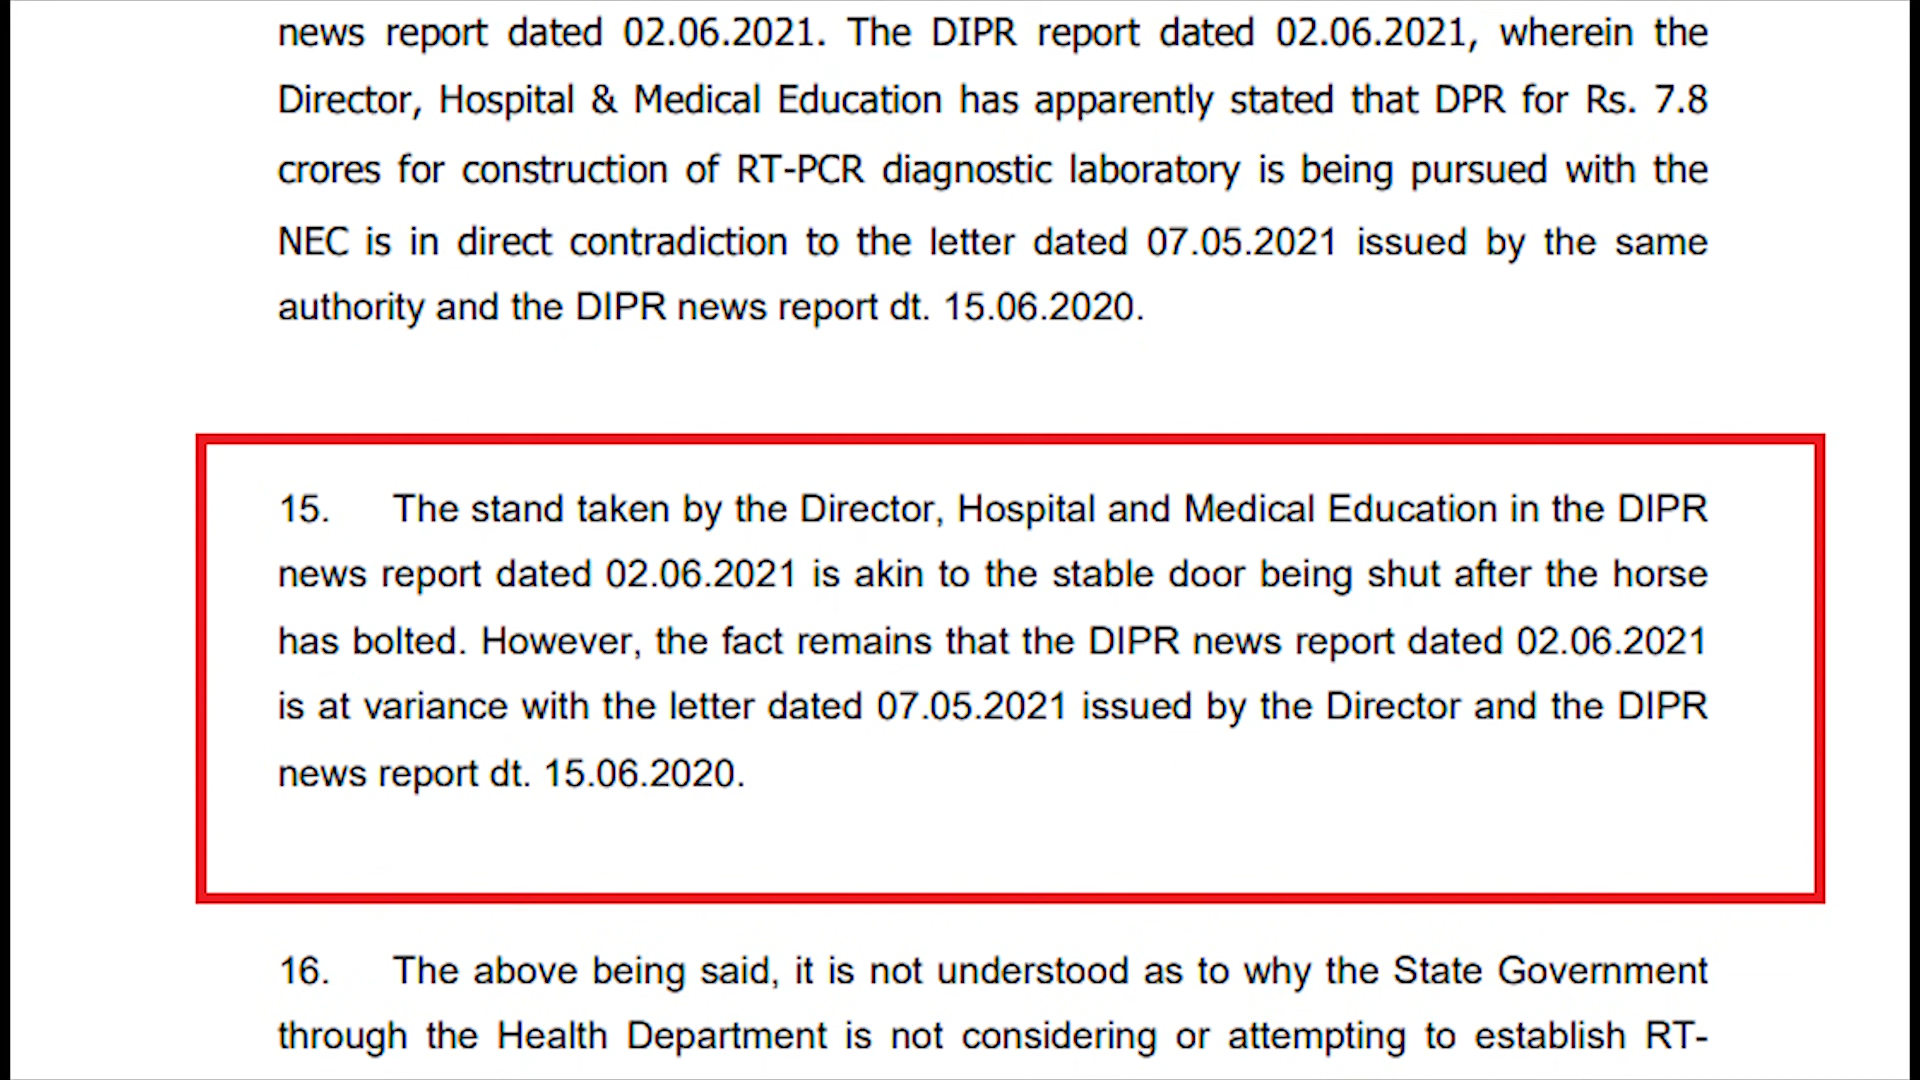 news report dated 02.06.2021. The DIPR report dated 02.06.2021, wherein the
Director, Hospital & Medical Education has apparently stated that DPR for Rs. 7.8
crores for construction of RT-PCR diagnostic laboratory is being pursued with the
NEC is in direct contradiction to the letter dated 07.05.2021 issued by the same
authority and the DIPR news report dt. 15.06.2020.
15. The stand taken by the Director, Hospital and Medical Education in the DIPR
news report dated 02.06.2021 is akin to the stable door being shut after the horse
has bolted. However, the fact remains that the DIPR news report dated 02.06.2021
is at variance with the letter dated 07.05.2021 issued by the Director and the DIPR
news report dt. 15.06.2020.
16. The above being said, it is not understood as to why the State Government
through the Health Department is not considering or attempting to establish RT-